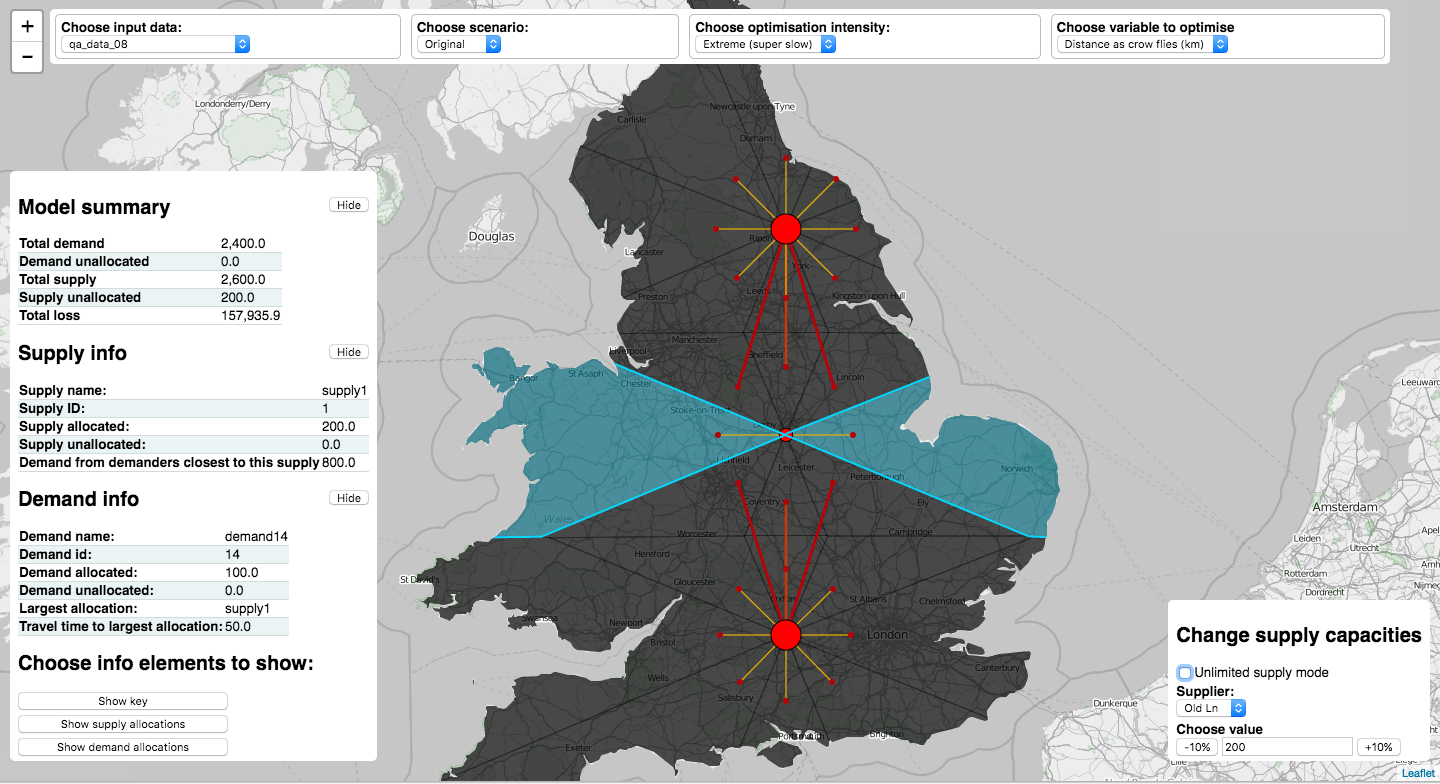 +
−
Choose input data:
qa_data_08
Choose scenario:
Original
Choose optimisation intensity:
Extreme (super slow)
Choose variable to optimise
Distance as crow flies (km)
Londonderry/Derry
Newcastle upon Tyne
Carlisle
Durham
Model summary
Hide
Total demand 2,400.0
Demand unallocated 0.0
Total supply 2,600.0
Supply unallocated 200.0
Total loss 157,935.9
Supply info
Hide
Supply name: supply1
Supply ID: 1
Supply allocated: 200.0
Supply unallocated: 0.0
Demand from demanders closest to this supply 800.0
Demand info
Hide
Demand name: demand14
Demand id: 14
Demand allocated: 100.0
Demand unallocated: 0.0
Largest allocation: supply1
Travel time to largest allocation: 50.0
Choose info elements to show:
Show key
Show supply allocations
Show demand allocations
Douglas
Ripon
Lancaster
York
Leeds
Preston
Kingston upon Hull
Manchester
Liverpool
Sheffield
St Asaph
Bangor
Chester
Lincoln
Stoke-on-Trent
Derby
Lichfield
Leicester
Norwich
Peterborough
Coventry
Ely
Wales
Worcester
Cambridge
Hereford
St David's
Gloucester
Oxford
St Albans
Chelmsford
Swansea
Newport
London
Bristol
Canterbury
Wells
Salisbury
Portsmouth
Brighton
Exeter
Leeuward
Amsterdam
Leiden
Utrecht
Apel
Rotterdam
Arnh
Dordrecht
Nijmeg
Dunkerque
Lille
Change supply capacities
Unlimited supply mode
Supplier:
Old Ln
Choose value
-10% 200 +10%
Leaflet